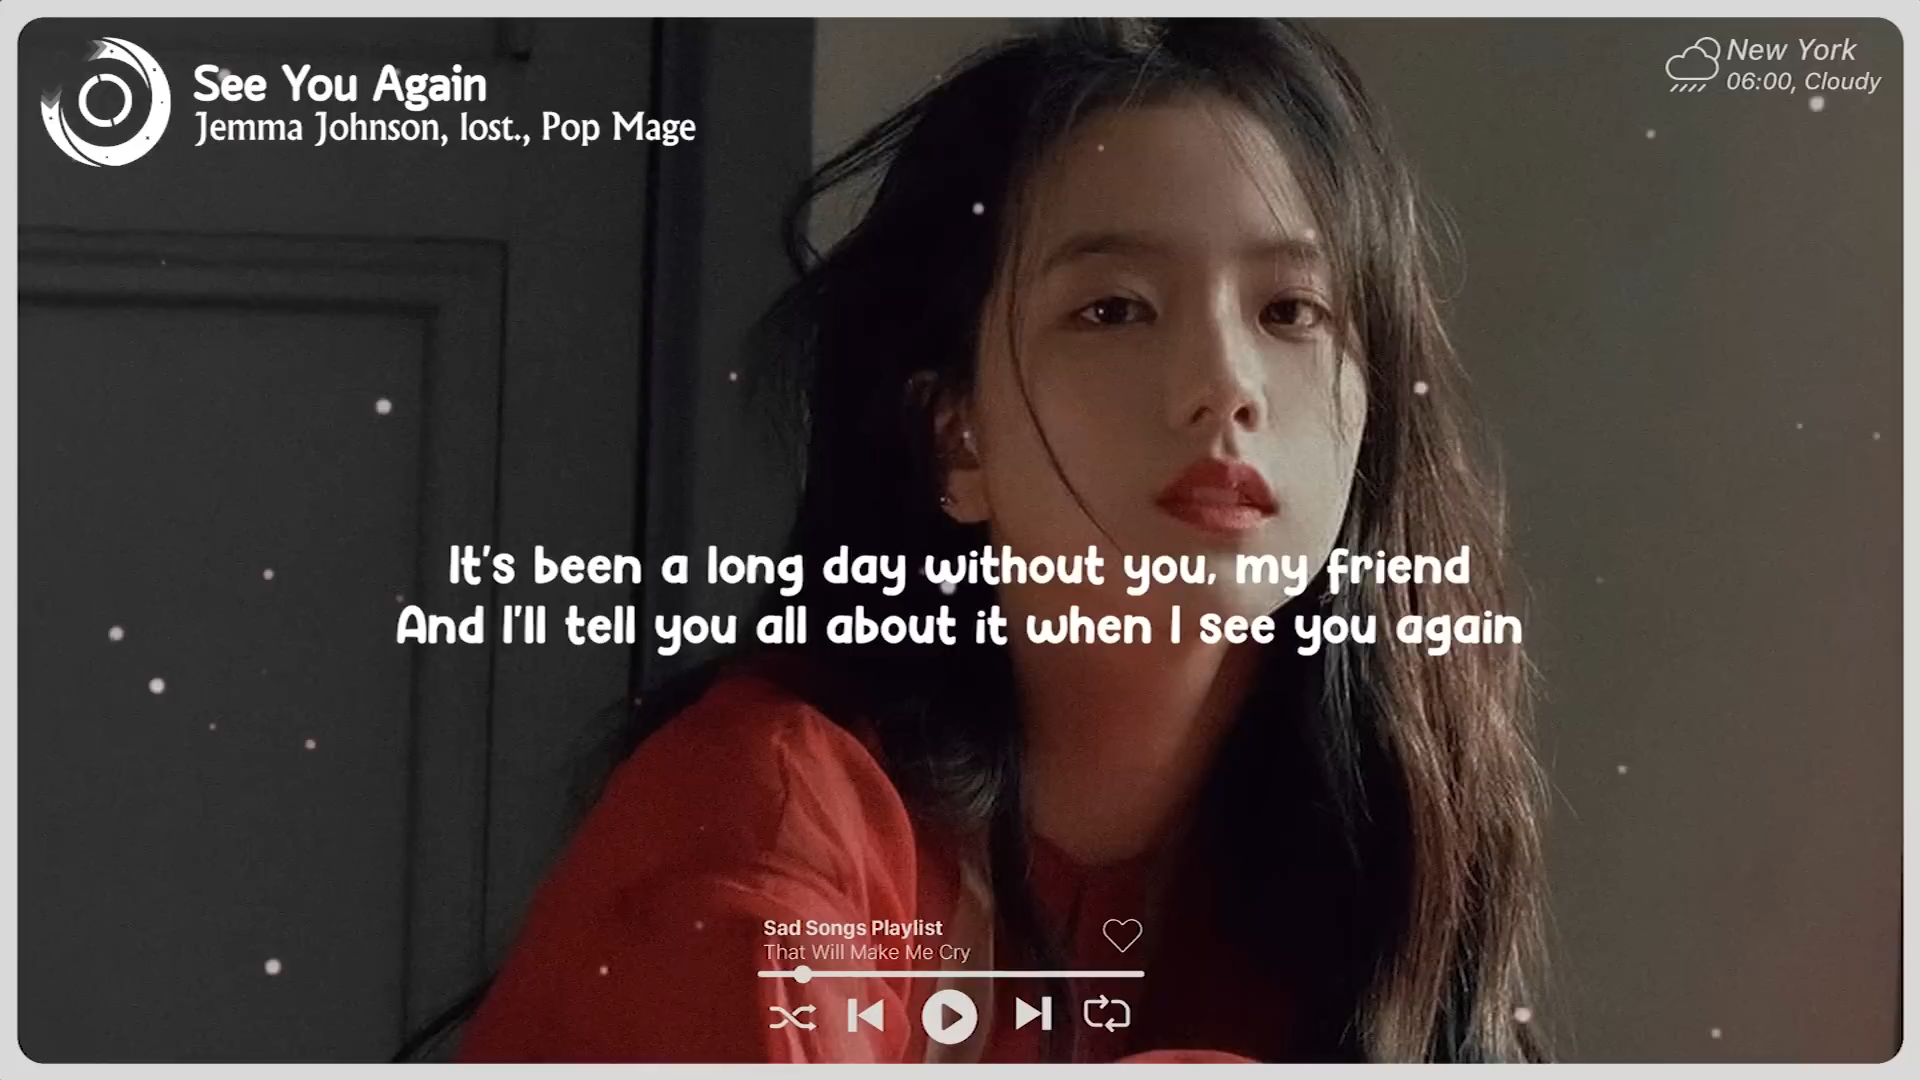 See You Again
Jemma Johnson, lost., Pop Mage
New York
06:00, Cloudy
It's been a long day without you, my friend
And I'll tell you all about it when I see you again
Sad Songs Playlist
That Will Make Me Cry